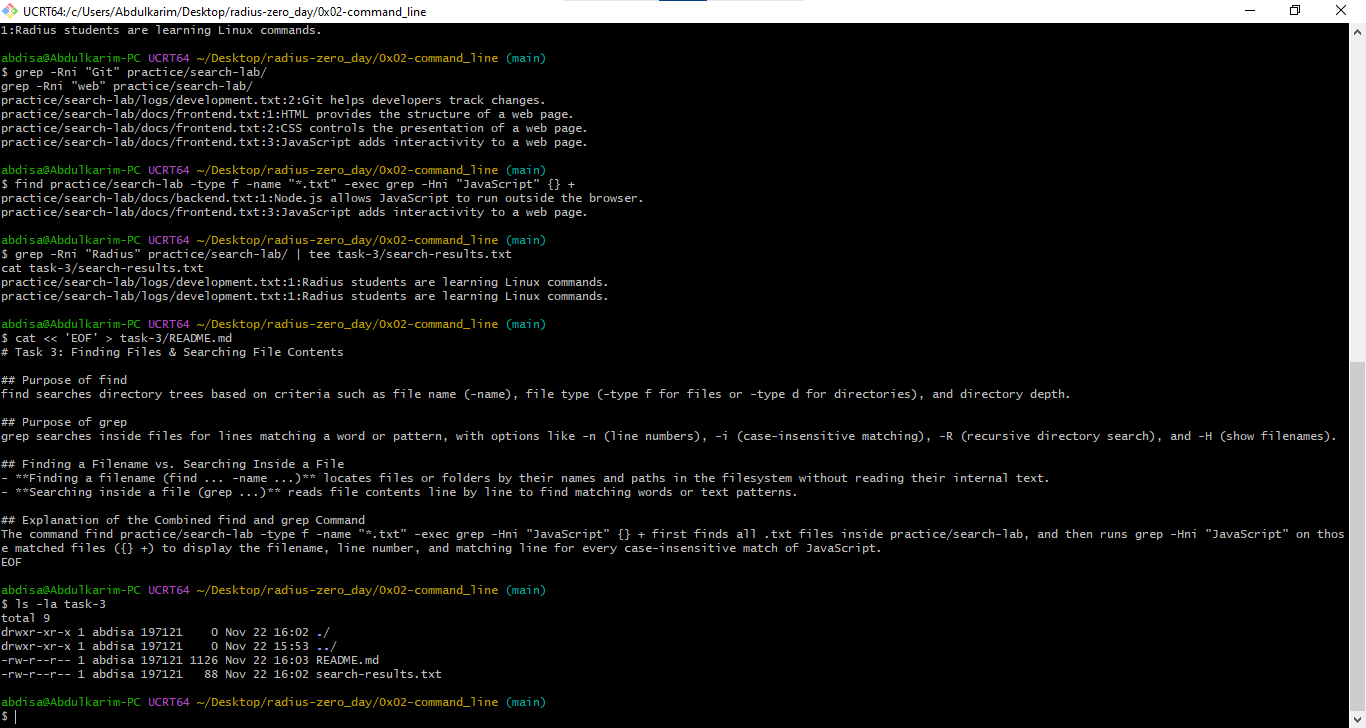 UCRT64:/c/Users/Abdulkarim/Desktop/radius-zero_day/0x02-command_line
1:Radius students are learning Linux commands.
abdisa@Abdulkarim-PC UCRT64 ~/Desktop/radius-zero_day/0x02-command_line (main)
$ grep -Rni "Git" practice/search-lab/
grep -Rni "web" practice/search-lab/
practice/search-lab/logs/development.txt:2:Git helps developers track changes.
practice/search-lab/docs/frontend.txt:1:HTML provides the structure of a web page.
practice/search-lab/docs/frontend.txt:2:CSS controls the presentation of a web page.
practice/search-lab/docs/frontend.txt:3:JavaScript adds interactivity to a web page.
abdisa@Abdulkarim-PC UCRT64 ~/Desktop/radius-zero_day/0x02-command_line (main)
$ find practice/search-lab -type f -name "*.txt" -exec grep -Hni "JavaScript" {} +
practice/search-lab/docs/backend.txt:1:Node.js allows JavaScript to run outside the browser.
practice/search-lab/docs/frontend.txt:3:JavaScript adds interactivity to a web page.
abdisa@Abdulkarim-PC UCRT64 ~/Desktop/radius-zero_day/0x02-command_line (main)
$ grep -Rni "Radius" practice/search-lab/ | tee task-3/search-results.txt
cat task-3/search-results.txt
practice/search-lab/logs/development.txt:1:Radius students are learning Linux commands.
practice/search-lab/logs/development.txt:1:Radius students are learning Linux commands.
abdisa@Abdulkarim-PC UCRT64 ~/Desktop/radius-zero_day/0x02-command_line (main)
$ cat << 'EOF' > task-3/README.md
# Task 3: Finding Files & Searching File Contents
## Purpose of find
find searches directory trees based on criteria such as file name (-name), file type (-type f for files or -type d for directories), and directory depth.
## Purpose of grep
grep searches inside files for lines matching a word or pattern, with options like -n (line numbers), -i (case-insensitive matching), -R (recursive directory search), and -H (show filenames).
## Finding a Filename vs. Searching Inside a File
- **Finding a filename (find ... -name ...)** locates files or folders by their names and paths in the filesystem without reading their internal text.
- **Searching inside a file (grep ...)** reads file contents line by line to find matching words or text patterns.
## Explanation of the Combined find and grep Command
The command find practice/search-lab -type f -name "*.txt" -exec grep -Hni "JavaScript" {} + first finds all .txt files inside practice/search-lab, and then runs grep -Hni "JavaScript" on thos
e matched files ({} +) to display the filename, line number, and matching line for every case-insensitive match of JavaScript.
EOF
abdisa@Abdulkarim-PC UCRT64 ~/Desktop/radius-zero_day/0x02-command_line (main)
$ ls -la task-3
total 9
drwxr-xr-x 1 abdisa 197121    0 Nov 22 16:02 ./
drwxr-xr-x 1 abdisa 197121    0 Nov 22 15:53 ../
-rw-r--r-- 1 abdisa 197121 1126 Nov 22 16:03 README.md
-rw-r--r-- 1 abdisa 197121   88 Nov 22 16:02 search-results.txt
abdisa@Abdulkarim-PC UCRT64 ~/Desktop/radius-zero_day/0x02-command_line (main)
$